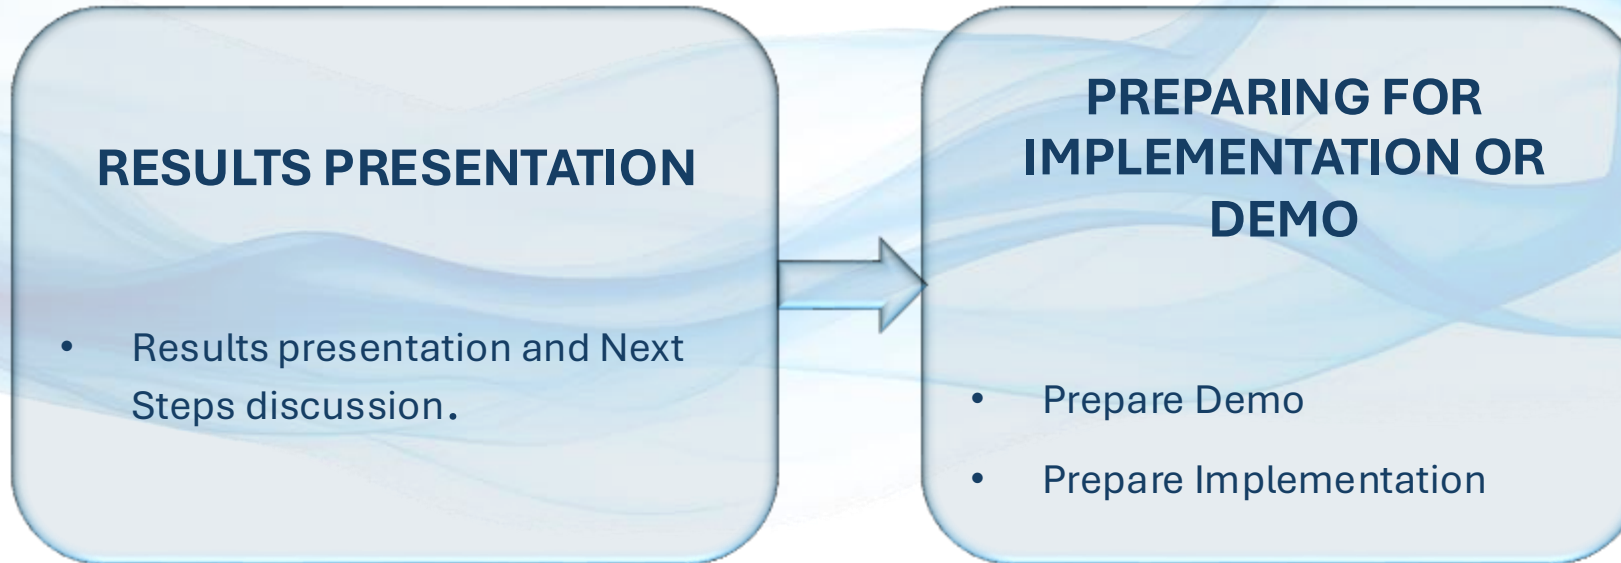 RESULTS PRESENTATION
• Results presentation and Next
Steps discussion.
PREPARING FOR
IMPLEMENTATION OR
DEMO
• Prepare Demo
• Prepare Implementation